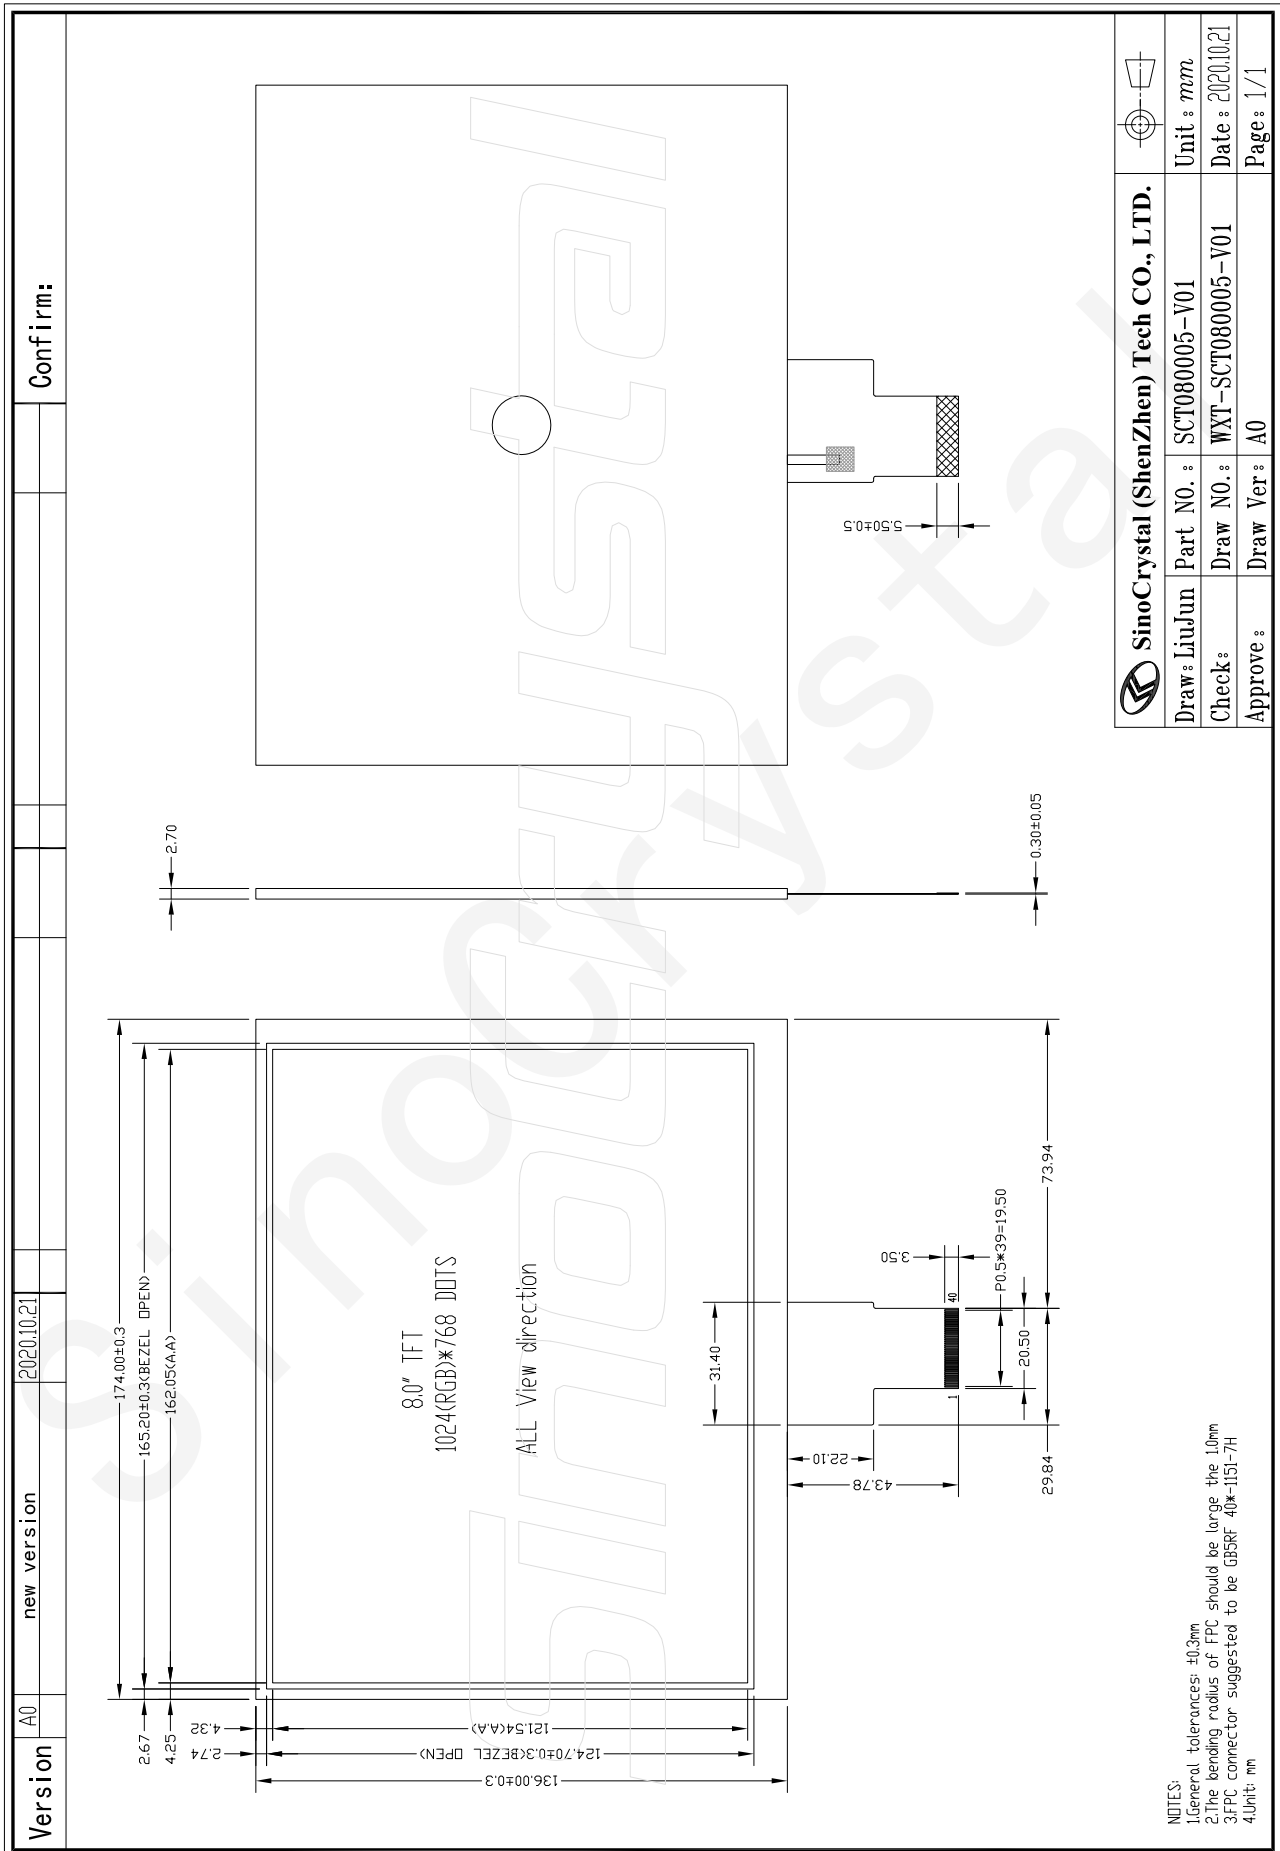 Version
A0
new version
2020.10.21
Confirm:
174.00±0.3
165.20±0.3(BEZEL OPEN)
162.05(A.A)
2.67
4.25
4.32
2.74
121.54(A.A)
124.70±0.3(BEZEL OPEN)
136.00±0.3
8.0" TFT
1024(RGB)*768 DOTS
ALL View direction
31.40
22.10
43.78
1
40
3.50
P0.5*39=19.50
20.50
29.84
73.94
2.70
0.30±0.05
5.50±0.5
SinoCrystal
SinoCrystal
NOTES:
1.General tolerances: ±0.3mm
2.The bending radius of FPC should be large the 1.0mm
3.FPC connector suggested to be GB5RF 40*-1151-7H
4.Unit: mm
SinoCrystal (ShenZhen) Tech CO., LTD.
Draw: LiuJun Part NO.: SCT080005-V01 Unit: mm
Check: Draw NO.: WXT-SCT080005-V01 Date: 2020.10.21
Approve: Draw Ver: A0 Page: 1/1